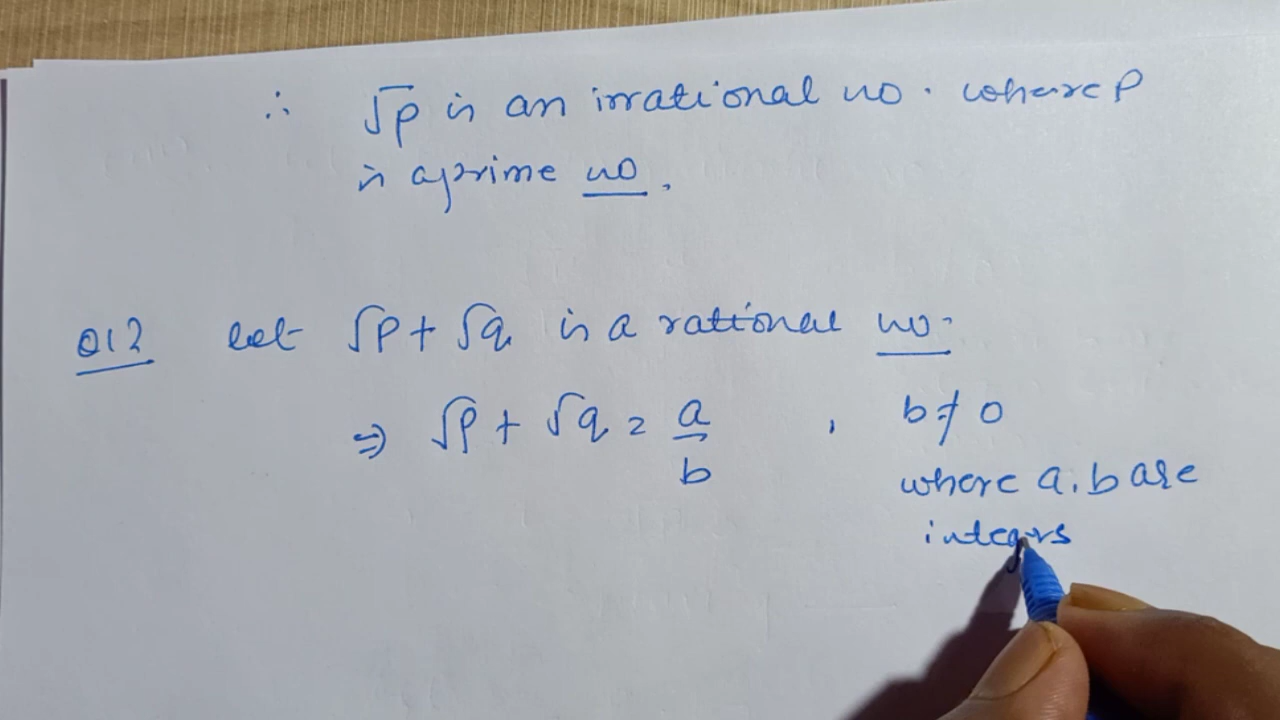 ∴ √p is an irrational no. where p
is a prime no.
Q12 let √p + √q is a rational no.
⇒ √p + √q = a/b , b ≠ 0
where a, b are
integers